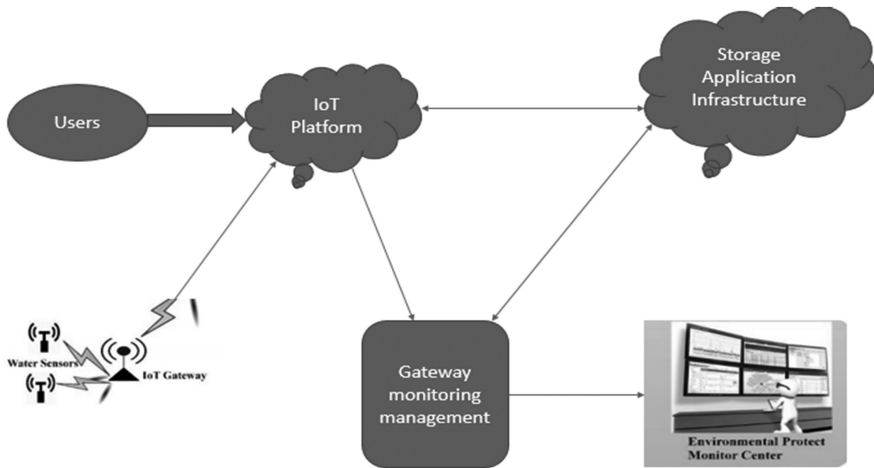 Users
IoT
Platform
Storage
Application
Infrastructure
Water Sensors
IoT Gateway
Gateway
monitoring
management
Environmental Protect
Monitor Center